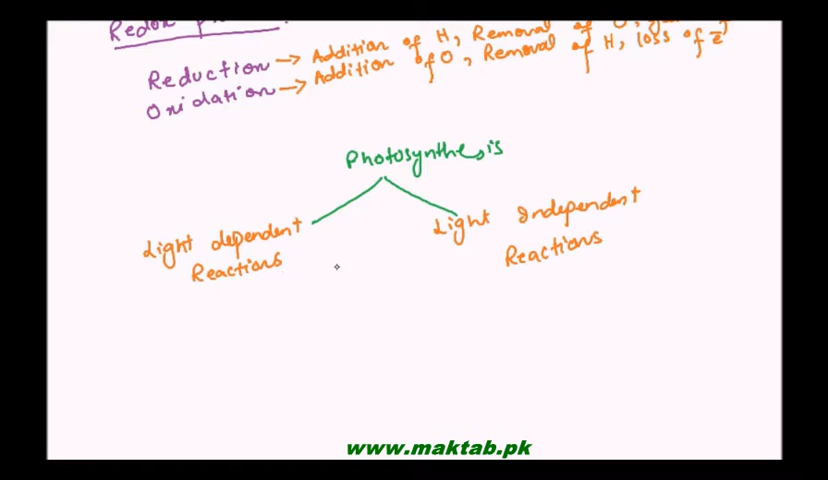 Redox
Reduction → Addition of H, Removal of O,
Oxidation → Addition of O, Removal of H, loss of e̅
Photosynthesis
Light dependent
Reactions
Light Independent
Reactions
www.maktab.pk